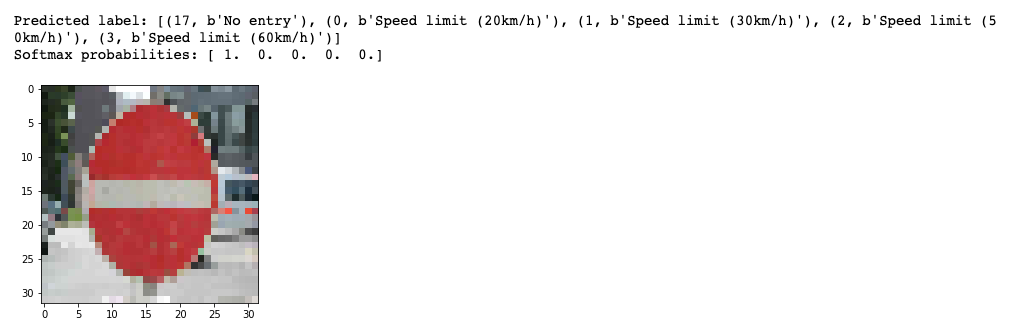 Predicted label: [(17, b'No entry'), (0, b'Speed limit (20km/h)'), (1, b'Speed limit (30km/h)'), (2, b'Speed limit (5
0km/h)'), (3, b'Speed limit (60km/h)')]
Softmax probabilities: [ 1.  0.  0.  0.  0.]
0
5
10
15
20
25
30
0 5 10 15 20 25 30